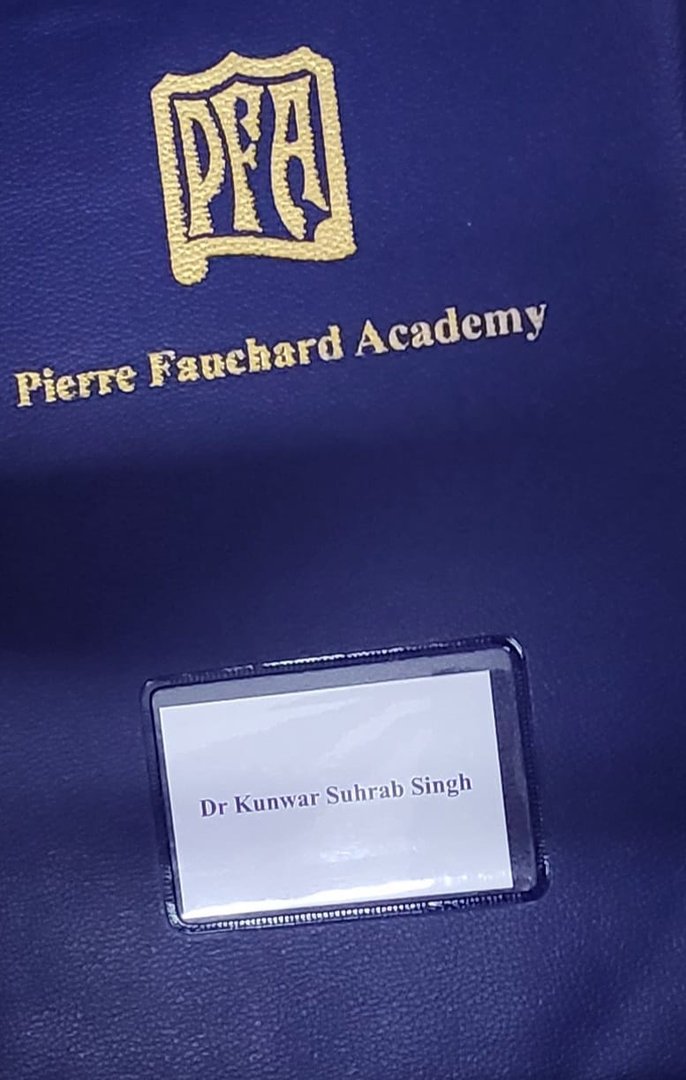 PFA
Pierre Fauchard Academy
Dr Kunwar Suhrab Singh